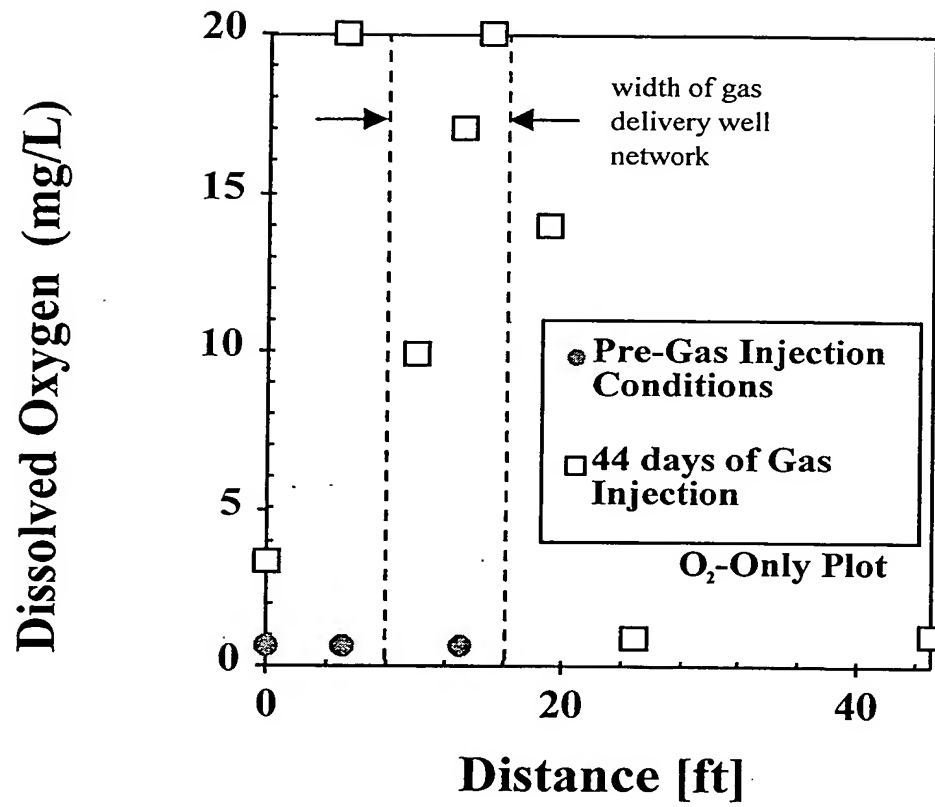 Dissolved Oxygen (mg/L)
20
15
10
5
0
width of gas
delivery well
network
Pre-Gas Injection
Conditions
44 days of Gas
Injection
O₂-Only Plot
0
20
40
Distance [ft]